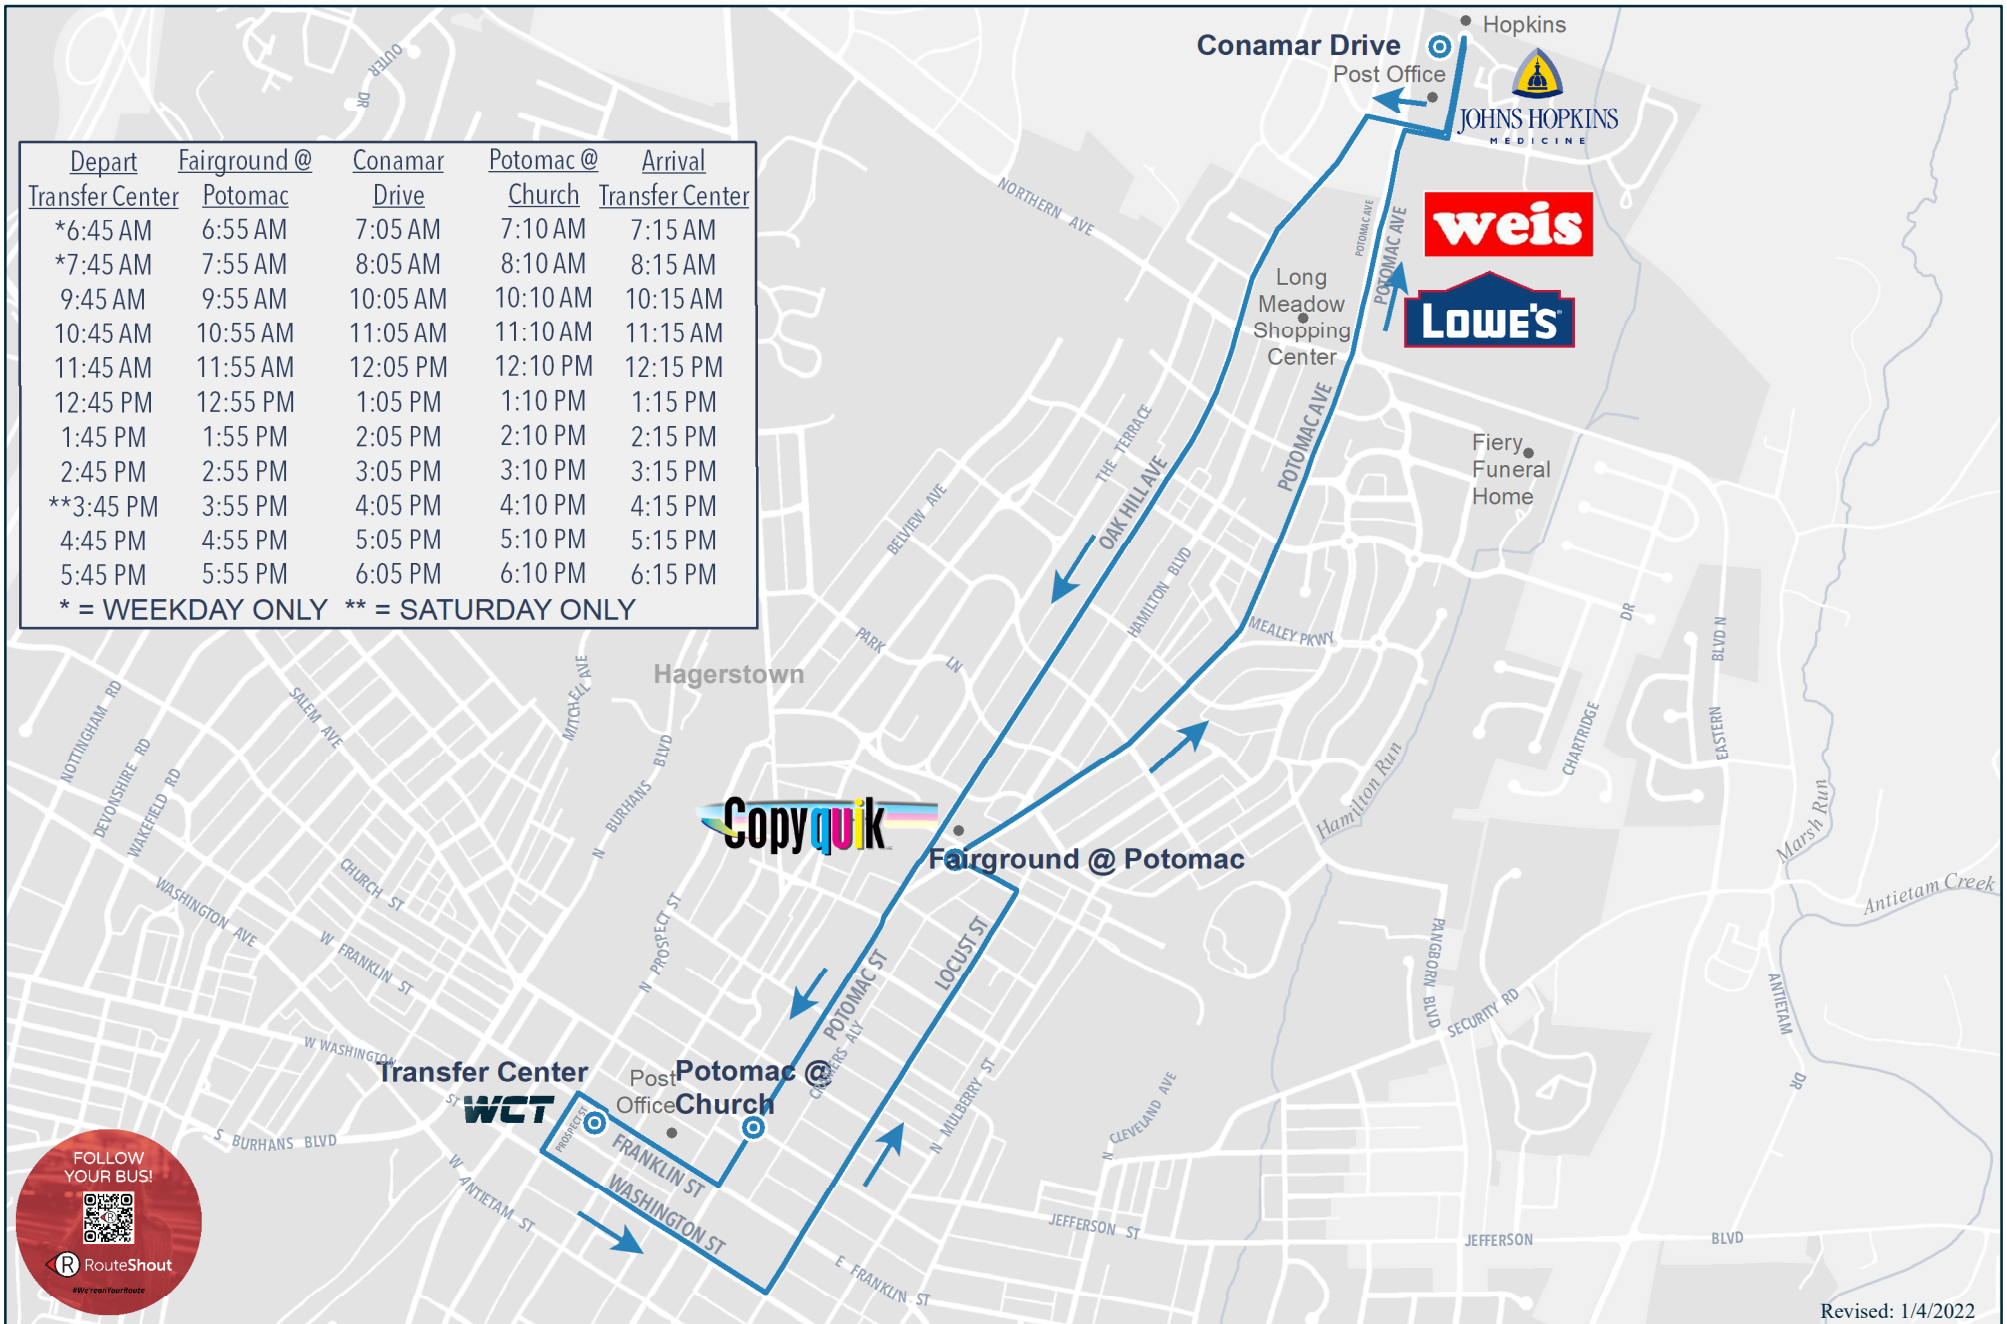 Hopkins
Conamar Drive
Post Office
JOHNS HOPKINS
MEDICINE
OUTER DR
Depart Fairground @ Conamar Potomac @ Arrival
Transfer Center Potomac Drive Church Transfer Center
*6:45 AM 6:55 AM 7:05 AM 7:10 AM 7:15 AM
*7:45 AM 7:55 AM 8:05 AM 8:10 AM 8:15 AM
9:45 AM 9:55 AM 10:05 AM 10:10 AM 10:15 AM
10:45 AM 10:55 AM 11:05 AM 11:10 AM 11:15 AM
11:45 AM 11:55 AM 12:05 PM 12:10 PM 12:15 PM
12:45 PM 12:55 PM 1:05 PM 1:10 PM 1:15 PM
1:45 PM 1:55 PM 2:05 PM 2:10 PM 2:15 PM
2:45 PM 2:55 PM 3:05 PM 3:10 PM 3:15 PM
**3:45 PM 3:55 PM 4:05 PM 4:10 PM 4:15 PM
4:45 PM 4:55 PM 5:05 PM 5:10 PM 5:15 PM
5:45 PM 5:55 PM 6:05 PM 6:10 PM 6:15 PM
* = WEEKDAY ONLY ** = SATURDAY ONLY
NORTHERN AVE
POTOMAC AVE
POTOMAC AVE
weis
LOWE'S
Long
Meadow
Shopping
Center
POTOMAC AVE
THE TERRACE
OAK HILL AVE
BELVIEW AVE
HAMILTON BLVD
Fiery
Funeral
Home
MEALEY PKWY
PARK LN
Hagerstown
MITCHELL AVE
SALEM AVE
NOTTINGHAM RD
DEVONSHIRE RD
WAKEFIELD RD
N BURHANS BLVD
DR
CHARTRIDGE
BLVD N
EASTERN
Hamilton Run
Marsh Run
Antietam Creek
Copyquik
Fairground @ Potomac
CHURCH ST
WASHINGTON AVE
W FRANKLIN ST
N PROSPECT ST
LOCUST ST
POTOMAC ST
PANGBORN BLVD
SECURITY RD
ANTIETAM DR
W WASHINGTON ST
Transfer Center
WCT
Post
Office
Potomac @
Church
PROSPECT ST
FRANKLIN ST
WASHINGTON ST
N MULBERRY ST
N CLEVELAND AVE
S BURHANS BLVD
W ANTIETAM ST
JEFFERSON ST
JEFFERSON BLVD
E FRANKLIN ST
FOLLOW
YOUR BUS!
R
R RouteShout
#We'reonYourRoute
Revised: 1/4/2022